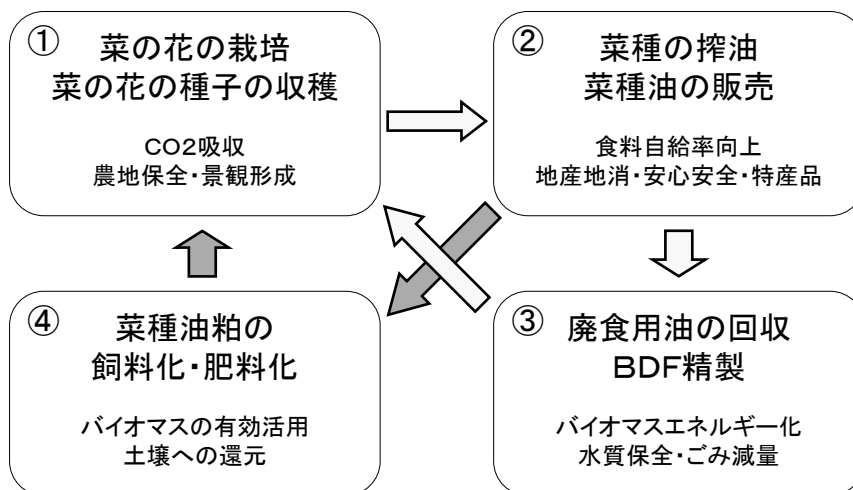 ①
菜の花の栽培
菜の花の種子の収穫
CO2吸収
農地保全・景観形成
②
菜種の搾油
菜種油の販売
食料自給率向上
地産地消・安心安全・特産品
④
菜種油粕の
飼料化・肥料化
バイオマスの有効活用
土壌への還元
③
廃食用油の回収
BDF精製
バイオマスエネルギー化
水質保全・ごみ減量